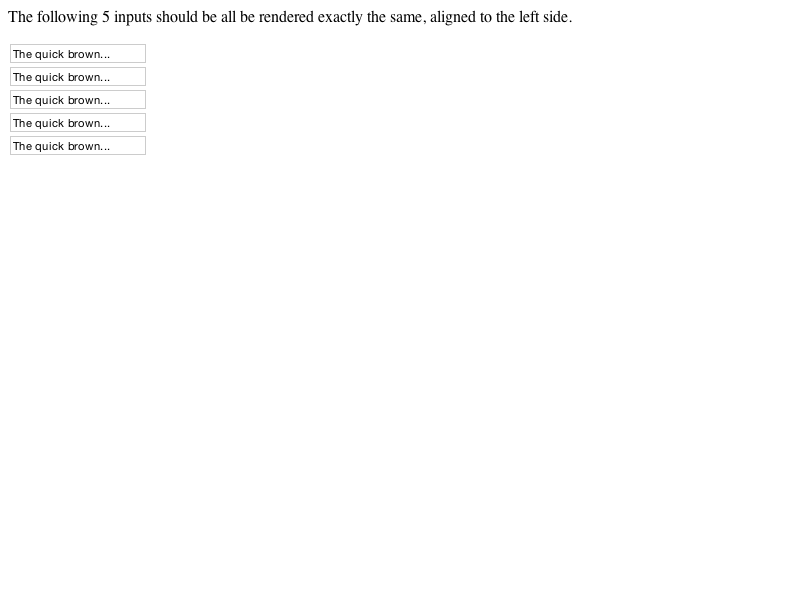 The following 5 inputs should be all be rendered exactly the same, aligned to the left side.
The quick brown...
The quick brown...
The quick brown...
The quick brown...
The quick brown...